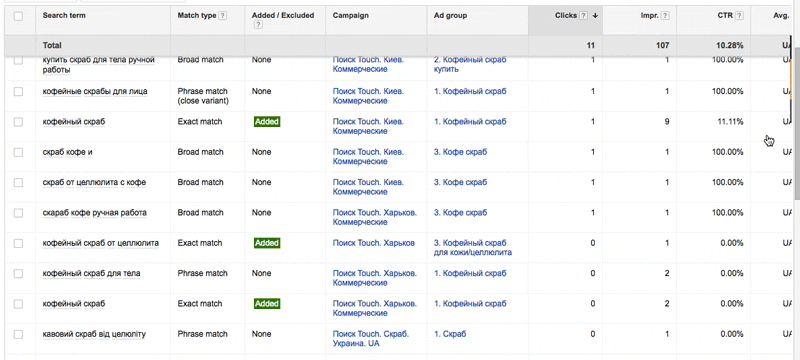 Search term Match type ? Added / Excluded ? Campaign Ad group Clicks ? ↓ Impr. ? CTR ? Avg.
Total 11 107 10.28% UA
купить скраб для тела ручной работы Broad match None Поиск Touch. Киев. Коммерческие 2. Кофейный скраб купить 1 1 100.00% UA
кофейные скрабы для лица Phrase match (close variant) None Поиск Touch. Киев. Коммерческие 1. Кофейный скраб 1 1 100.00% UA
кофейный скраб Exact match Added Поиск Touch. Киев. Коммерческие 1. Кофейный скраб 1 9 11.11% UA
скраб кофе и Broad match None Поиск Touch. Киев. Коммерческие 3. Кофе скраб 1 1 100.00% UA
скраб от целлюлита с кофе Broad match None Поиск Touch. Киев. Коммерческие 3. Кофе скраб 1 1 100.00% UA
скараб кофе ручная работа Broad match None Поиск Touch. Харьков. Коммерческие 3. Кофе скраб 1 1 100.00% UA
кофейный скраб от целлюлита Exact match Added Поиск Touch. Харьков 3. Кофейный скраб для кожи/целлюлита 0 1 0.00% UA
кофейный скраб для тела Phrase match None Поиск Touch. Харьков. Коммерческие 1. Кофейный скраб 0 2 0.00% UA
кофейный скраб Exact match Added Поиск Touch. Харьков. Коммерческие 1. Кофейный скраб 0 2 0.00% UA
кавовий скраб від целюліту Phrase match None Поиск Touch. Скраб. Украина. UA 1. Скраб 0 1 0.00% UA